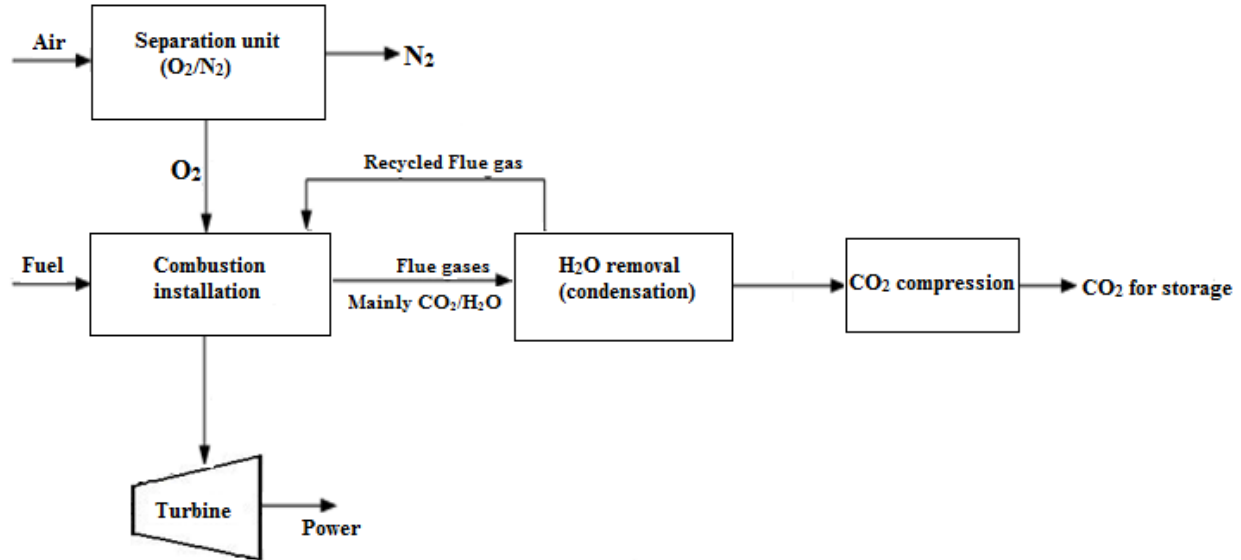 Air
Separation unit
(O₂/N₂)
N₂
O₂
Recycled Flue gas
Fuel
Combustion
installation
Flue gases
Mainly CO₂/H₂O
H₂O removal
(condensation)
CO₂ compression
CO₂ for storage
Turbine
Power